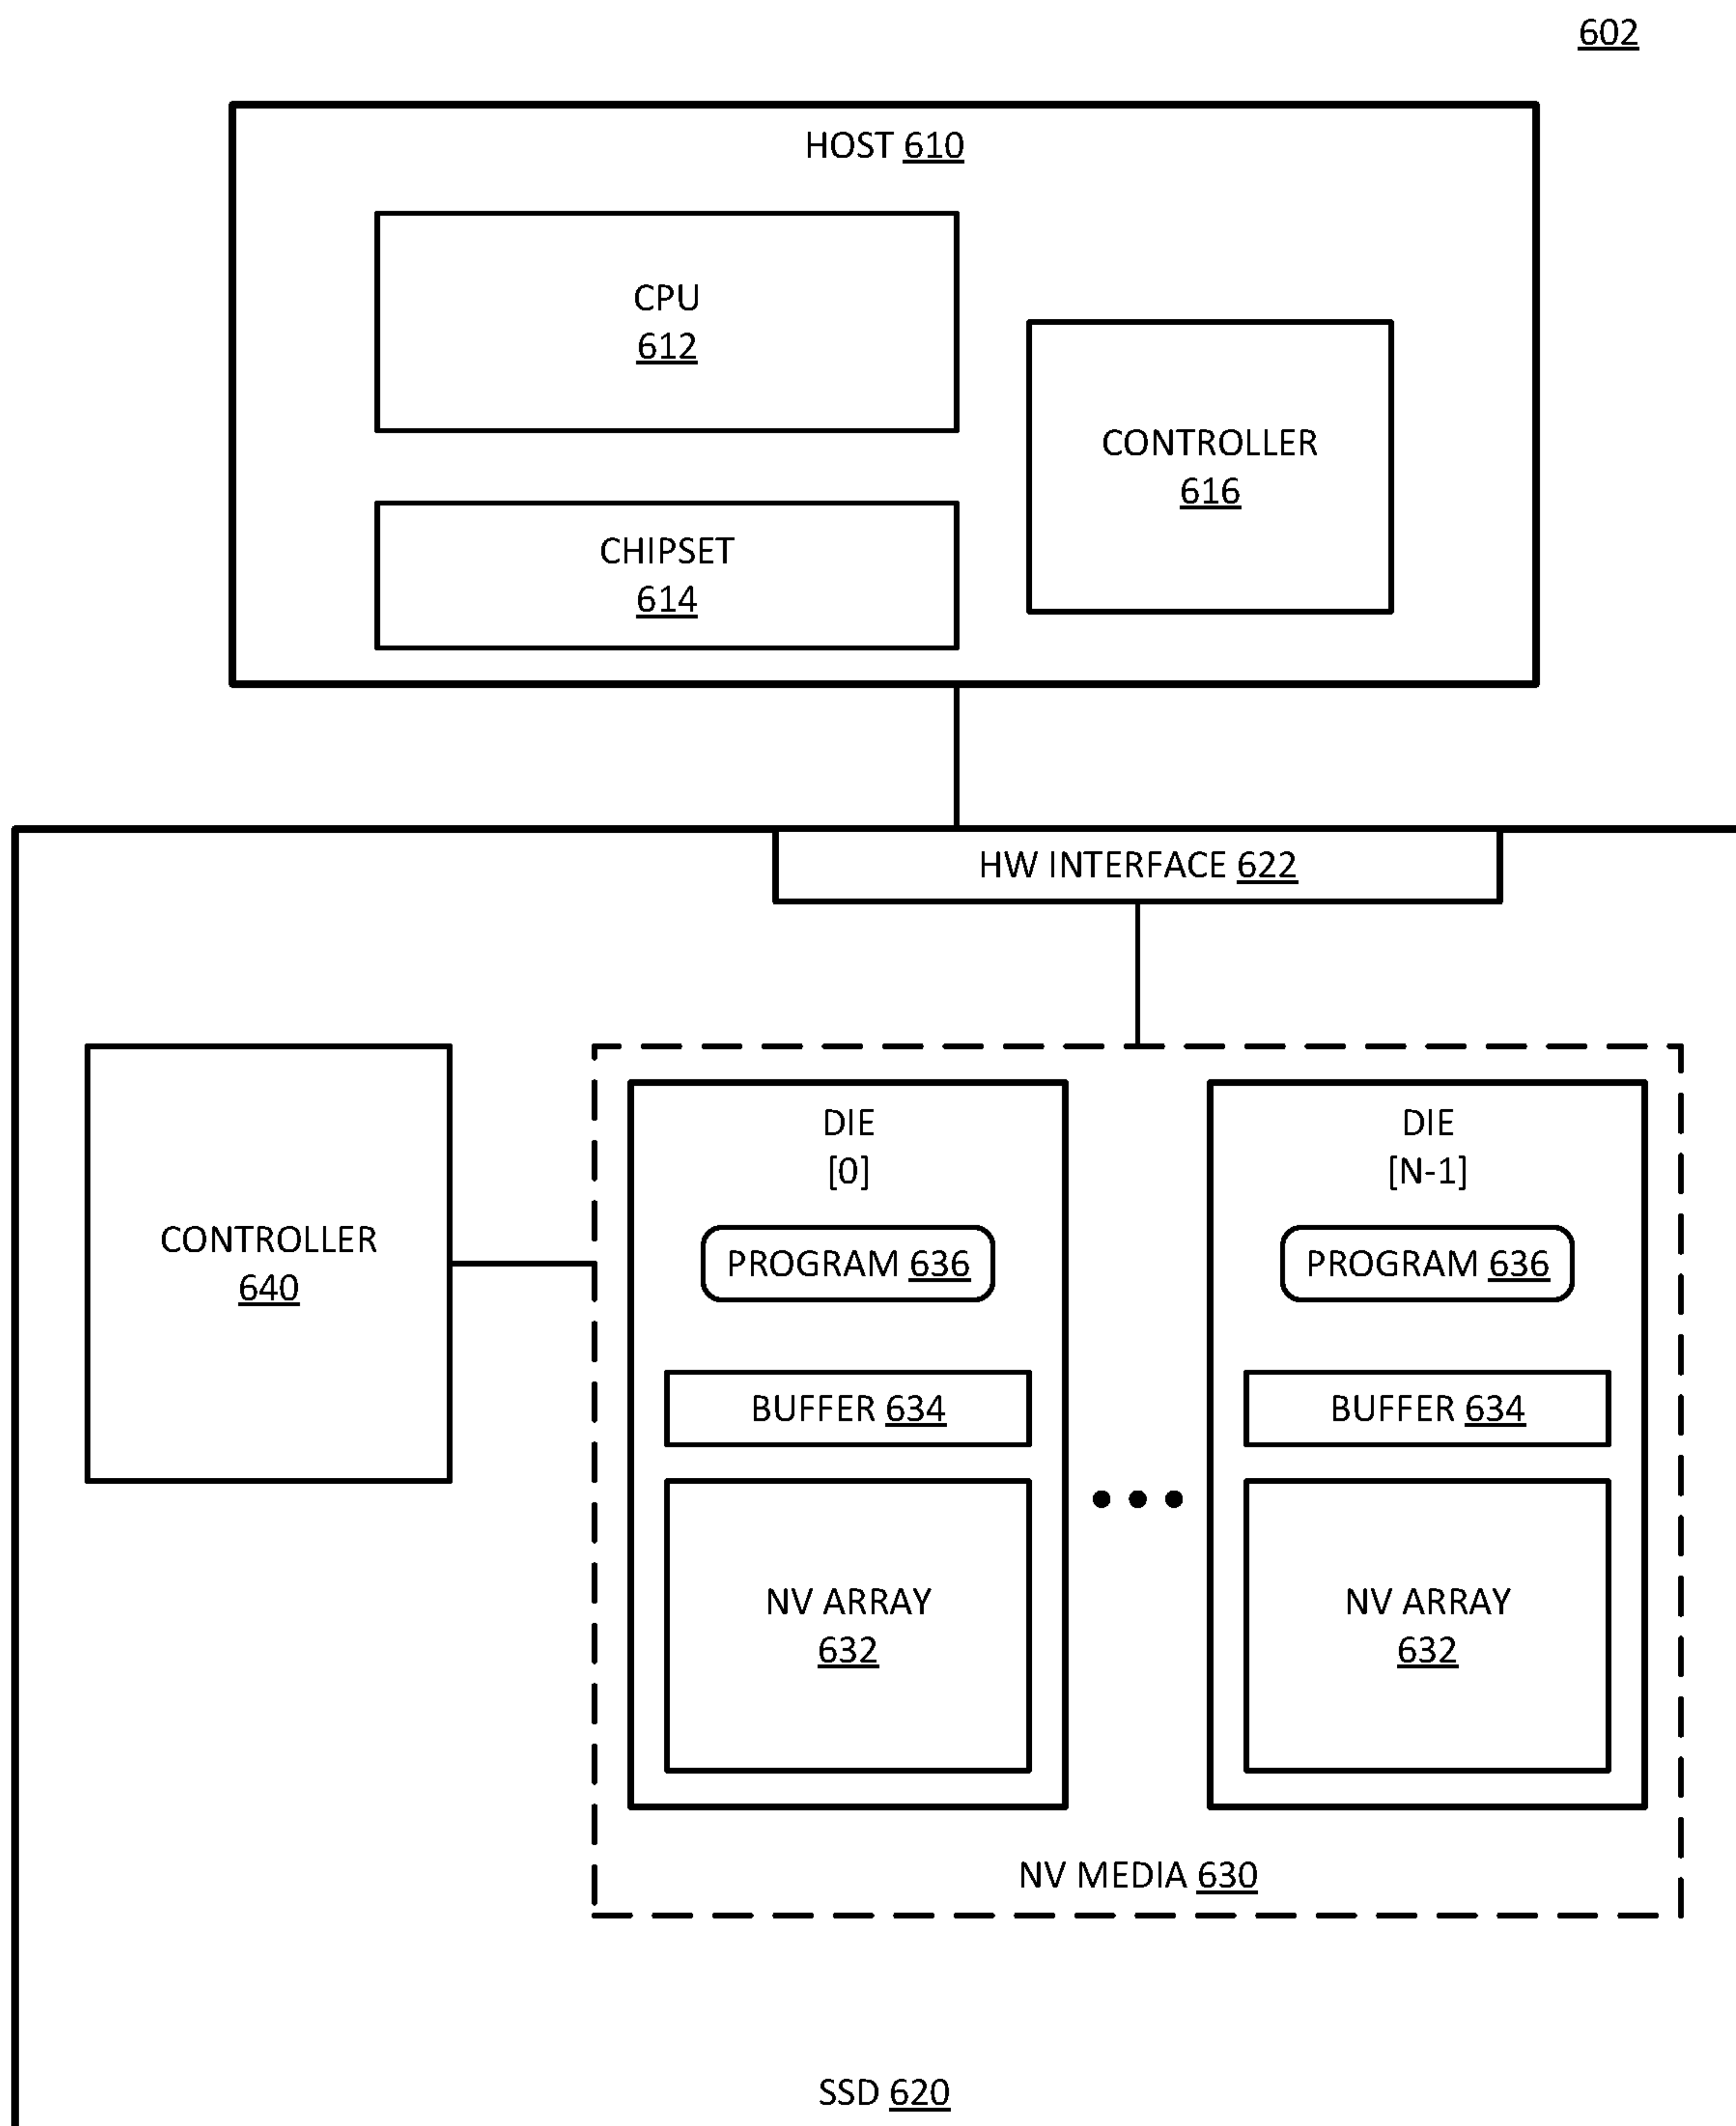 602
HOST 610
CPU
612
CONTROLLER
616
CHIPSET
614
HW INTERFACE 622
CONTROLLER
640
DIE
[0]
PROGRAM 636
BUFFER 634
NV ARRAY
632
DIE
[N-1]
PROGRAM 636
BUFFER 634
NV ARRAY
632
NV MEDIA 630
SSD 620